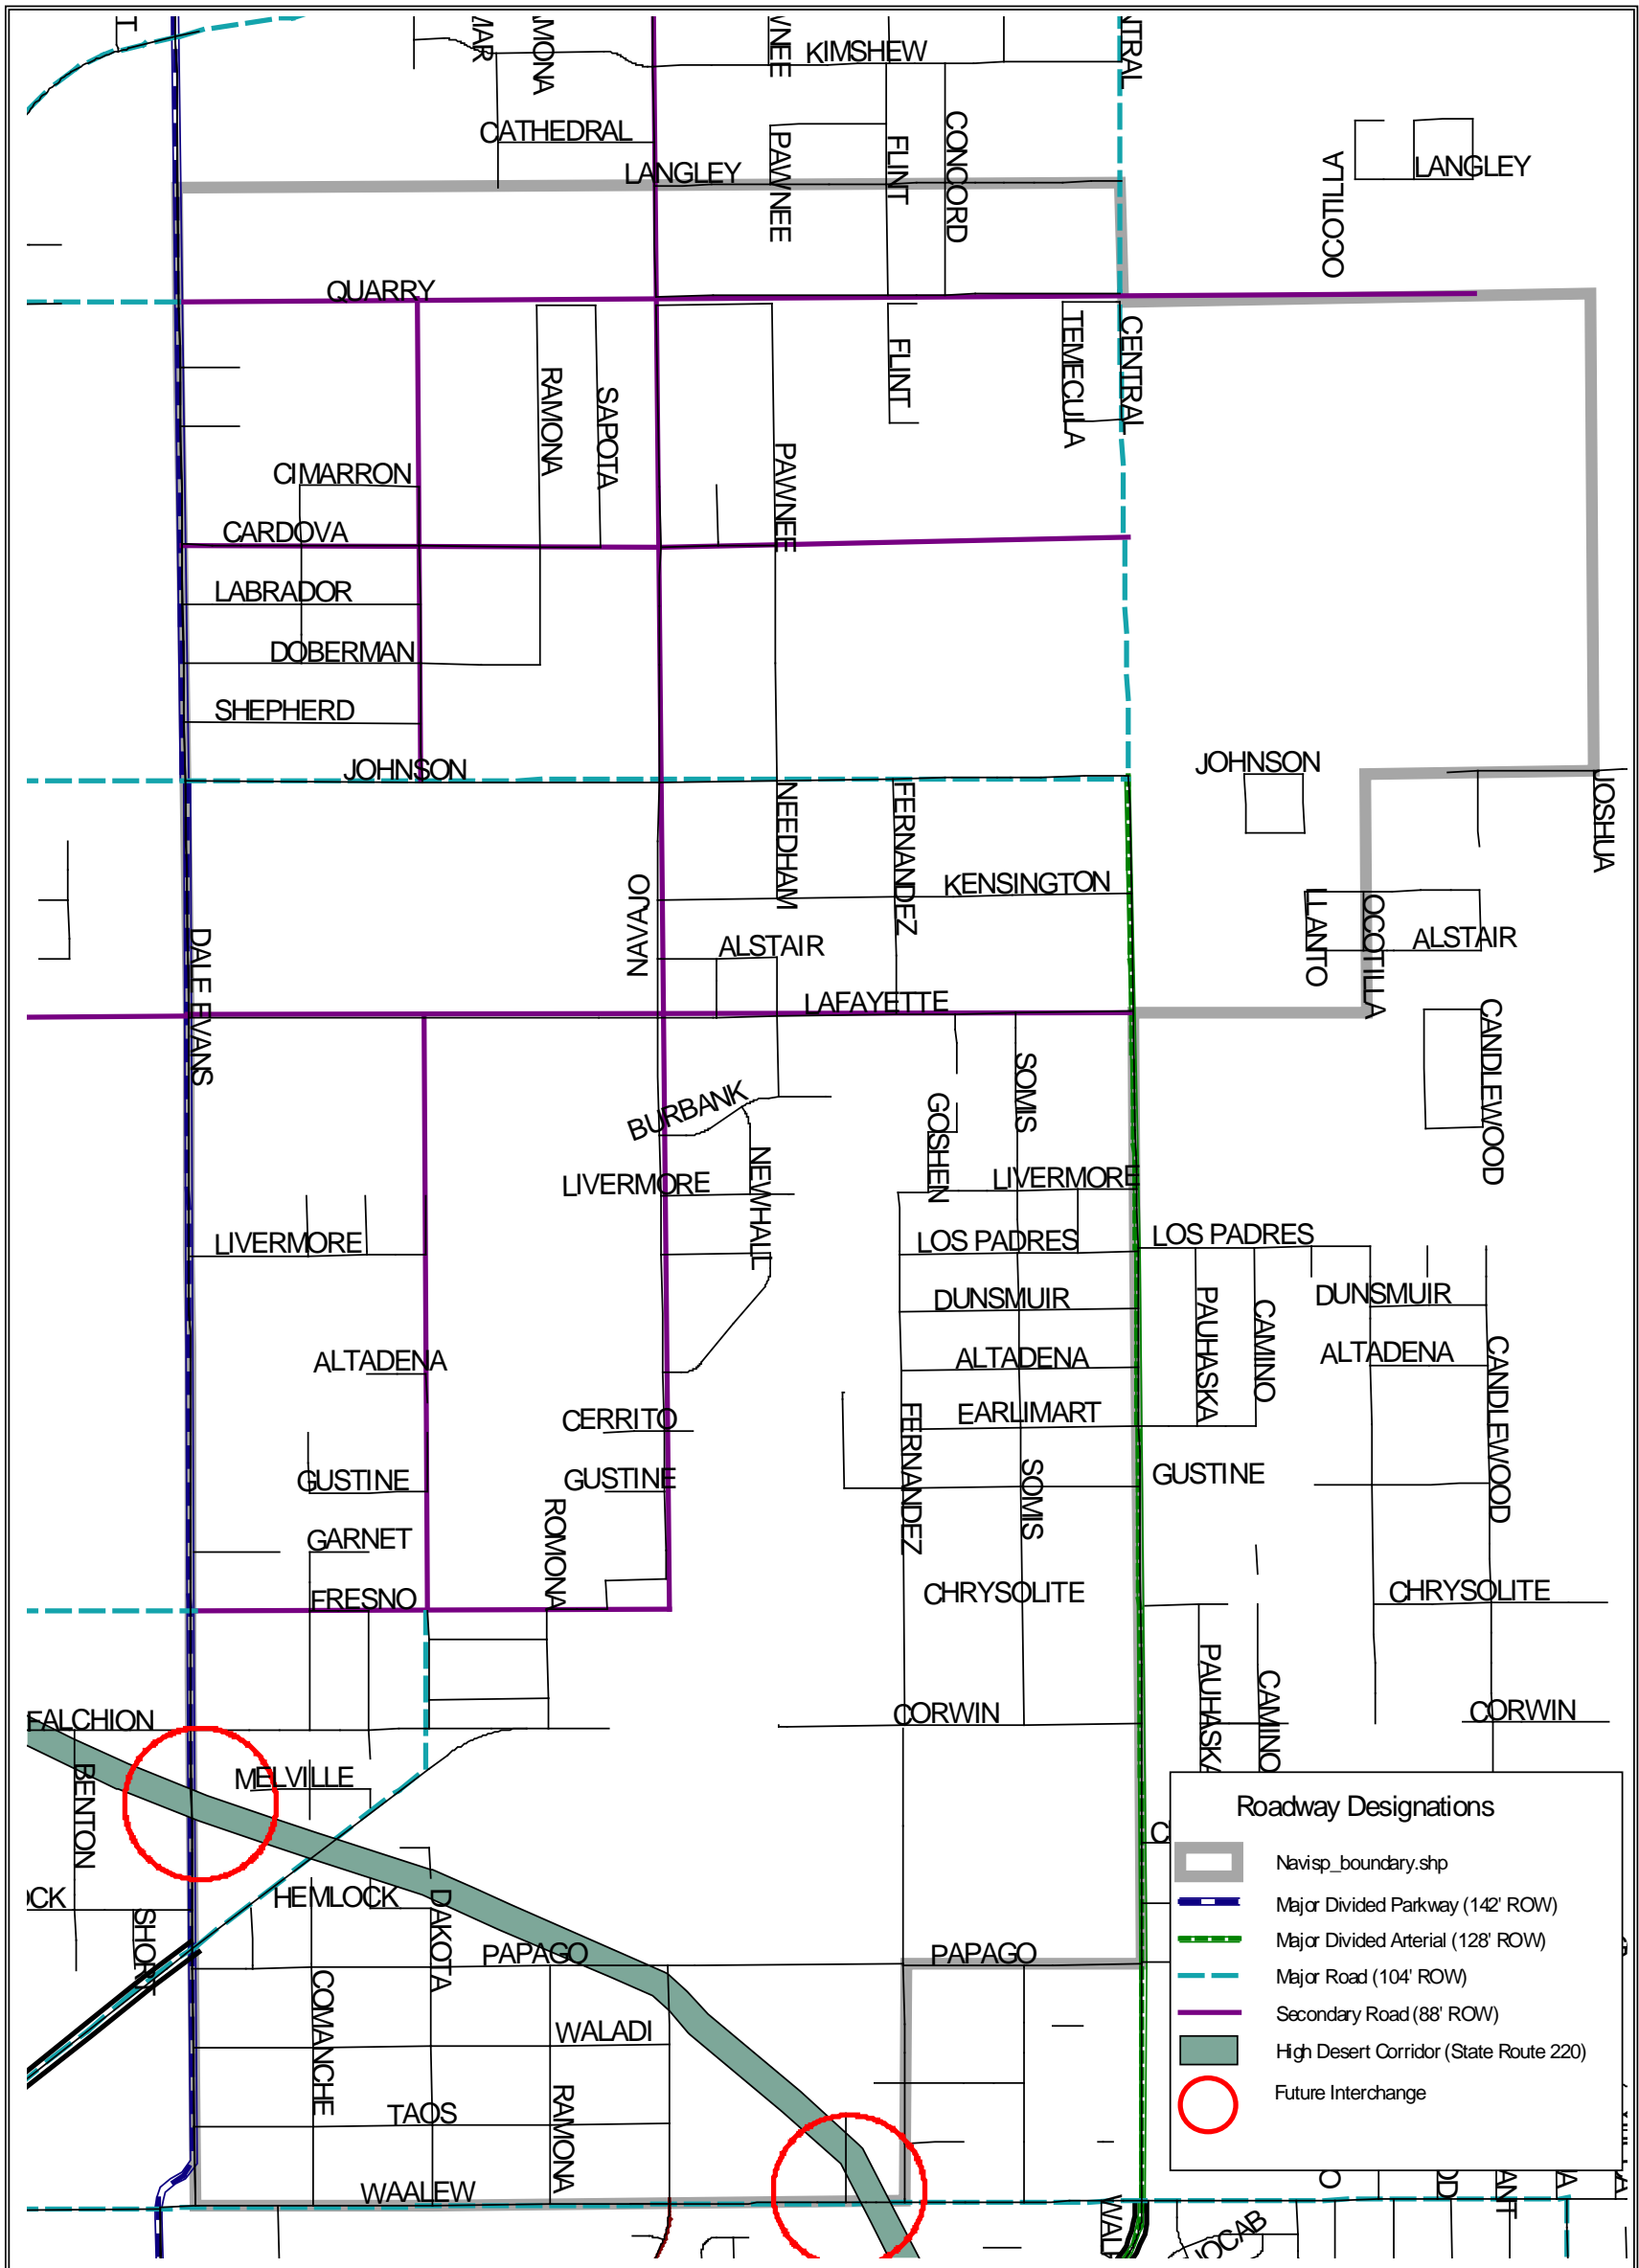 KIMSHEW
CATHEDRAL
PAWNEE
FLINT
CONCORD
LANGLEY
LANGLEY
OCOTILLA
QUARRY
RAMONA
SAPOTA
FLINT
TEMECULA
CENTRAL
CIMARRON
PAWNEE
CARDOVA
LABRADOR
DOBERMAN
SHEPHERD
JOHNSON
JOHNSON
JOSHUA
NEEDHAM
FERNANDEZ
KENSINGTON
NAVAJO
ALSTAIR
LLANTO
OCOTILLA
ALSTAIR
DALE EVANS
LAFAYETTE
CANDLEWOOD
SOMIS
BURBANK
GOSHEN
LIVERMORE
NEWHALL
LIVERMORE
LIVERMORE
LOS PADRES
LOS PADRES
DUNSMUIR
PAUHASKA
CAMINO
DUNSMUIR
ALTADENA
ALTADENA
ALTADENA
CANDLEWOOD
CERRITO
EARLIMART
FERNANDEZ
GUSTINE
GUSTINE
SOMIS
GUSTINE
GARNET
ROMONA
FRESNO
CHRYSOLITE
CHRYSOLITE
PAUHASKA
CAMINO
FALCHION
CORWIN
CORWIN
BENTON
MELVILLE
HEMLOCK
DAKOTA
SHORT
PAPAGO
PAPAGO
COMANCHE
WALADI
TAOS
RAMONA
WAALEW
Roadway Designations
Navisp_boundary.shp
Major Divided Parkway (142' ROW)
Major Divided Arterial (128' ROW)
Major Road (104' ROW)
Secondary Road (88' ROW)
High Desert Corridor (State Route 220)
Future Interchange